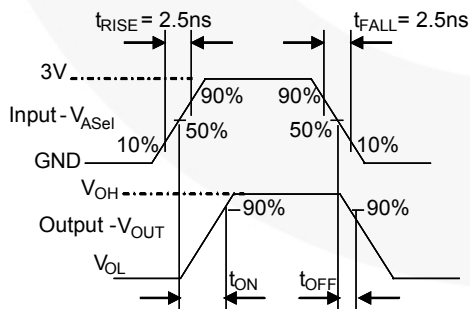 tRISE = 2.5ns
tFALL = 2.5ns
3V
90%
90%
Input - VASel
50%
50%
10%
10%
GND
VOH
90%
90%
Output -VOUT
VOL
tON
tOFF